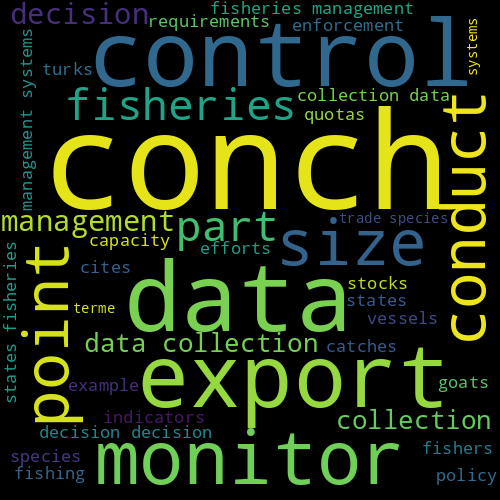 decision
fisheries management
requirements
enforcement
control
systems
turks
management systems
fisheries
collection data
quotas
conch
conduct
management
part
trade species
size
capacity
efforts
cites
point
states fisheries
data
stocks
states
terme
vessels
data collection
catches
export
example
goats
indicators
collection
decision decision
monitor
fishers
species
fishing
policy